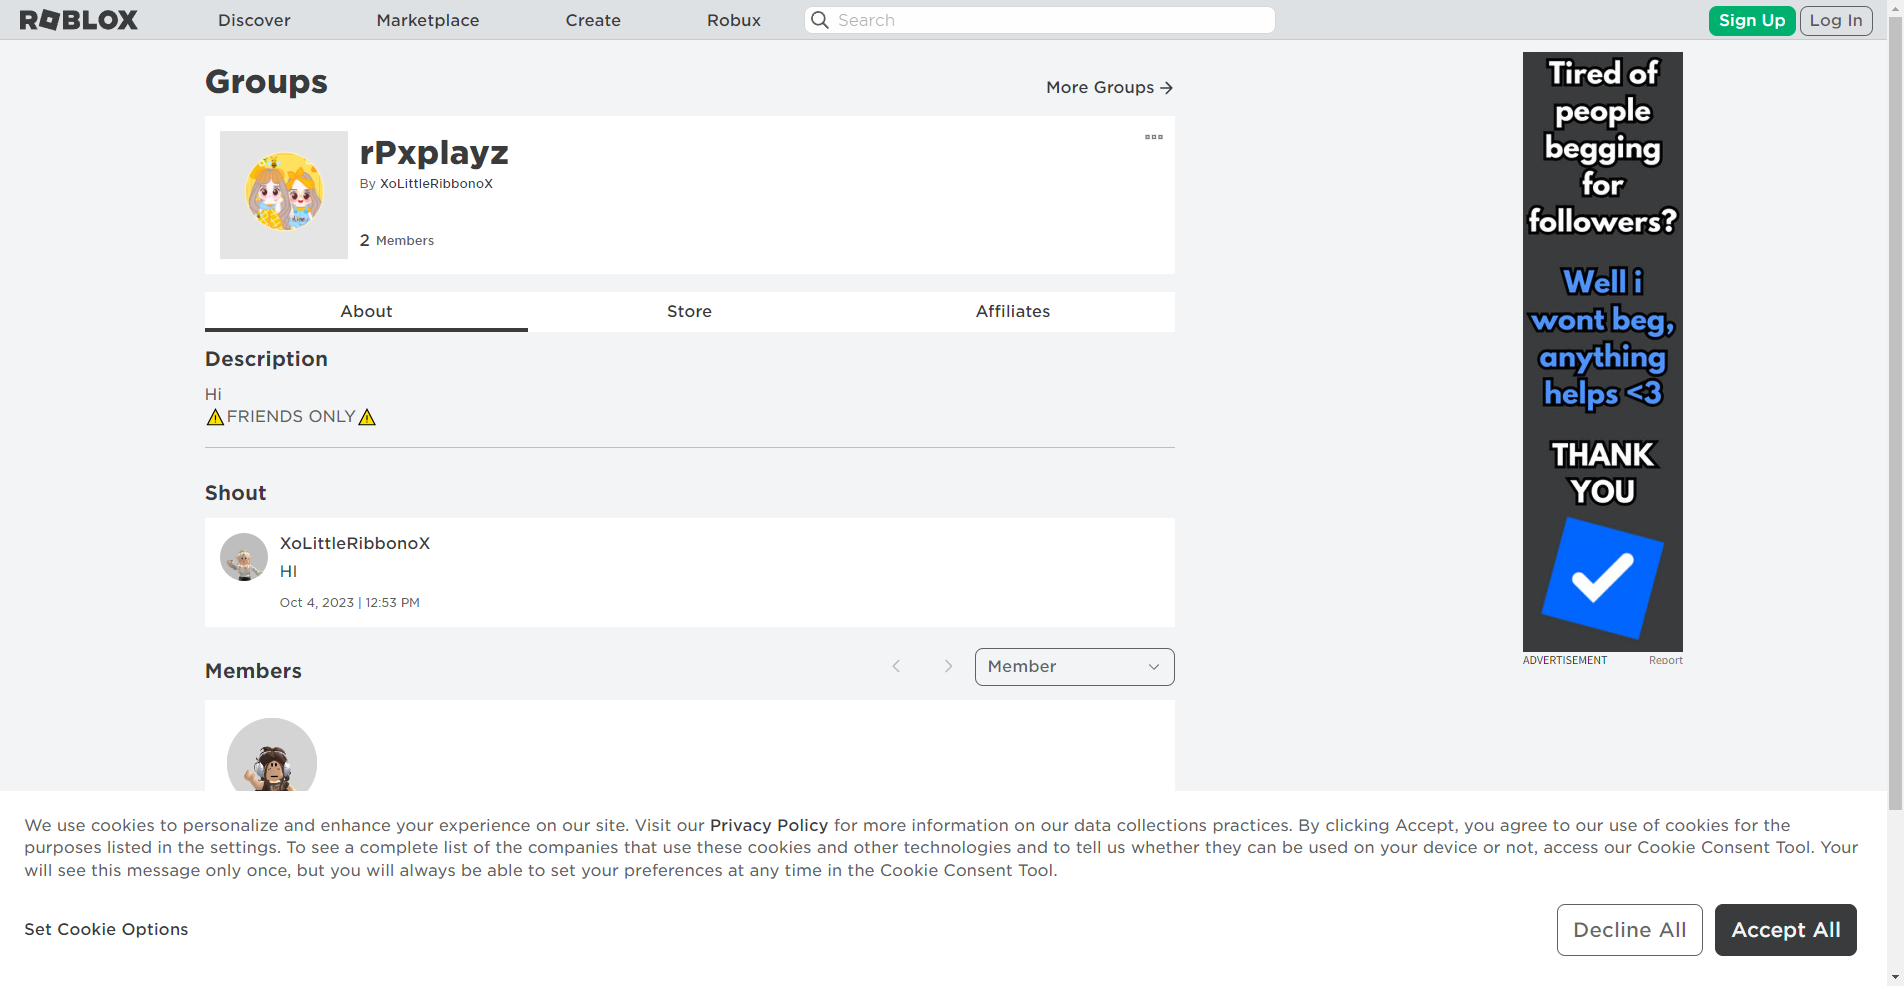 ROBLOX Discover Marketplace Create Robux Search Sign Up Log In
Groups
More Groups
rPxplayz
By XoLittleRibbonoX
2 Members
About Store Affiliates
Description
Hi
⚠FRIENDS ONLY⚠
Shout
XoLittleRibbonoX
HI
Oct 4, 2023 | 12:53 PM
Members
Member
Tired of
people
begging
for
followers?
Well i
wont beg,
anything
helps <3
THANK
YOU
ADVERTISEMENT Report
We use cookies to personalize and enhance your experience on our site. Visit our Privacy Policy for more information on our data collections practices. By clicking Accept, you agree to our use of cookies for the
purposes listed in the settings. To see a complete list of the companies that use these cookies and other technologies and to tell us whether they can be used on your device or not, access our Cookie Consent Tool. Your
will see this message only once, but you will always be able to set your preferences at any time in the Cookie Consent Tool.
Set Cookie Options
Decline All
Accept All